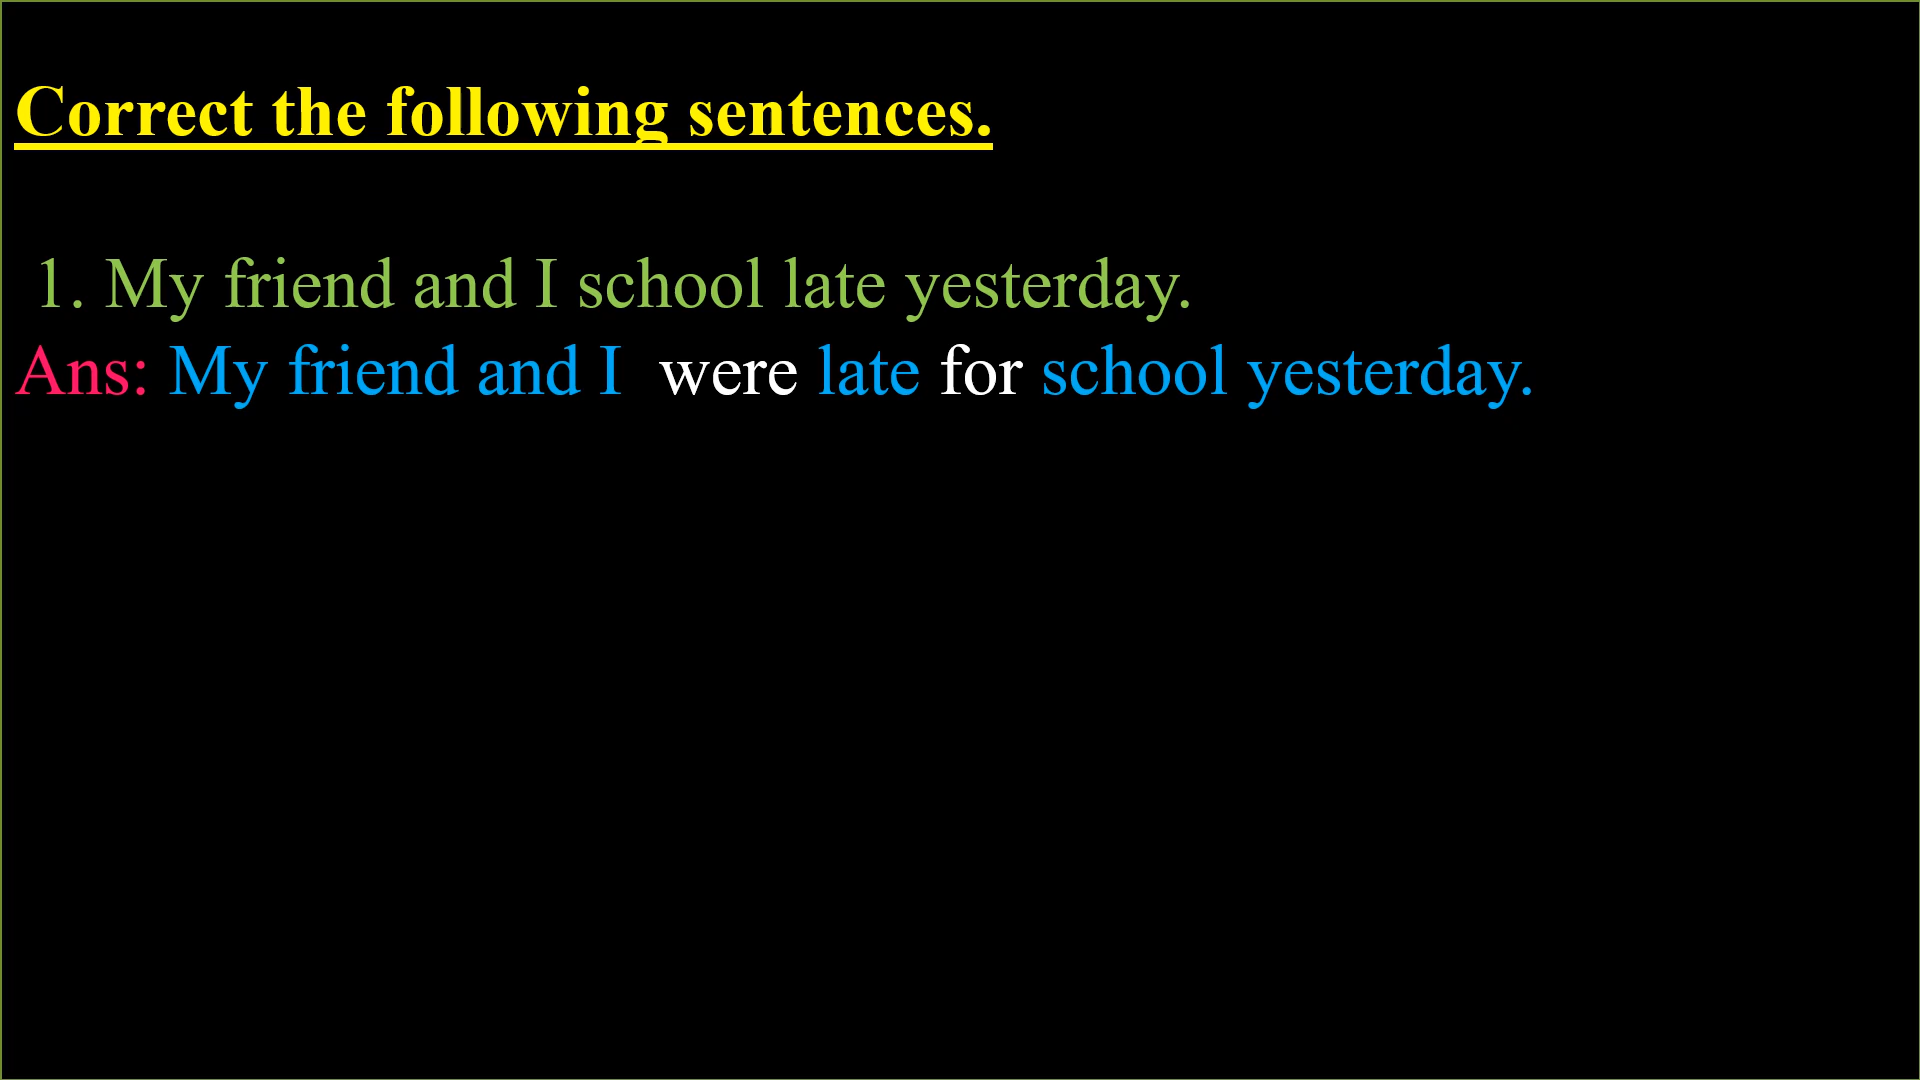 Correct the following sentences.
1. My friend and I school late yesterday.
Ans: My friend and I  were late for school yesterday.